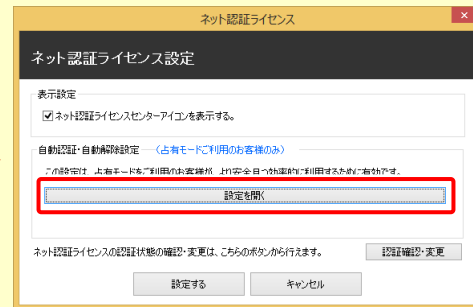 ネット認証ライセンス
ネット認証ライセンス設定
表示設定
ネット認証ライセンスセンターアイコンを表示する。
自動認証・自動解除設定 (占有モードご利用のお客様のみ)
この設定は、占有モードをご利用のお客様が、より安全且つ効率的に利用するために有効です。
設定を開く
ネット認証ライセンスの認証状態の確認・変更は、こちらのボタンから行えます。 認証確認・変更
設定する キャンセル